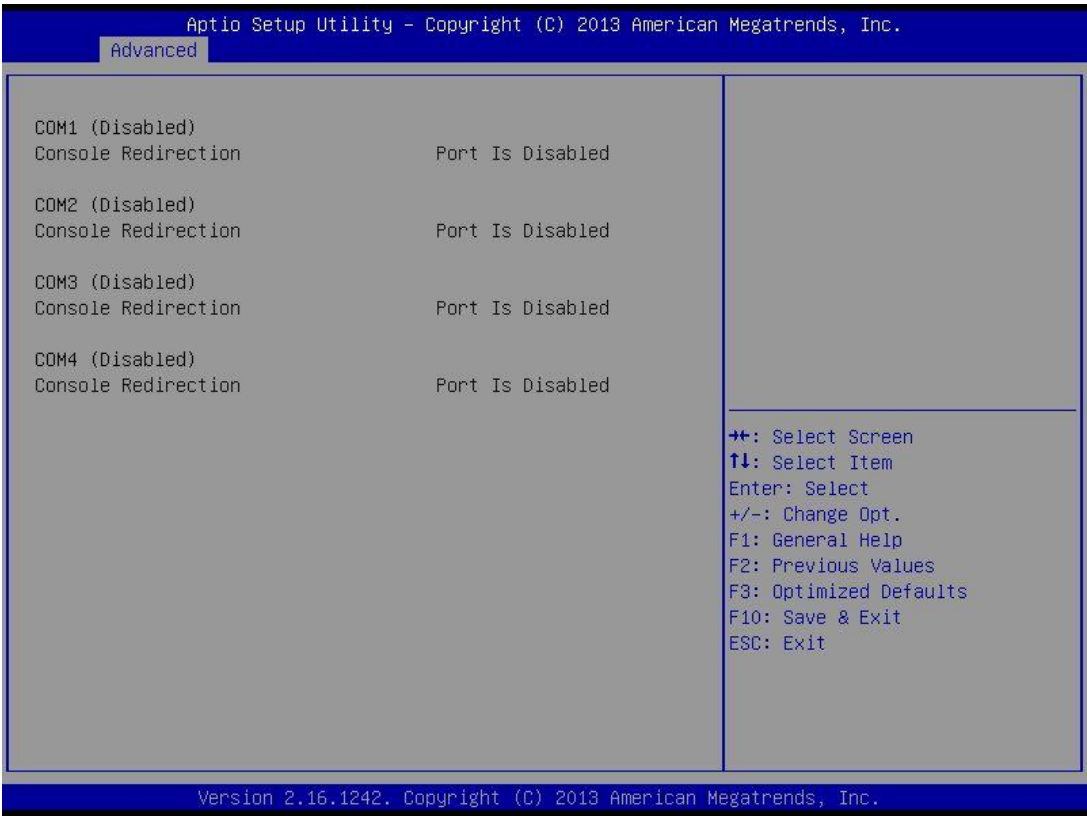 Aptio Setup Utility – Copyright (C) 2013 American Megatrends, Inc.
Advanced
COM1 (Disabled)
Console Redirection Port Is Disabled
COM2 (Disabled)
Console Redirection Port Is Disabled
COM3 (Disabled)
Console Redirection Port Is Disabled
COM4 (Disabled)
Console Redirection Port Is Disabled
→←: Select Screen
↑↓: Select Item
Enter: Select
+/-: Change Opt.
F1: General Help
F2: Previous Values
F3: Optimized Defaults
F10: Save & Exit
ESC: Exit
Version 2.16.1242. Copyright (C) 2013 American Megatrends, Inc.